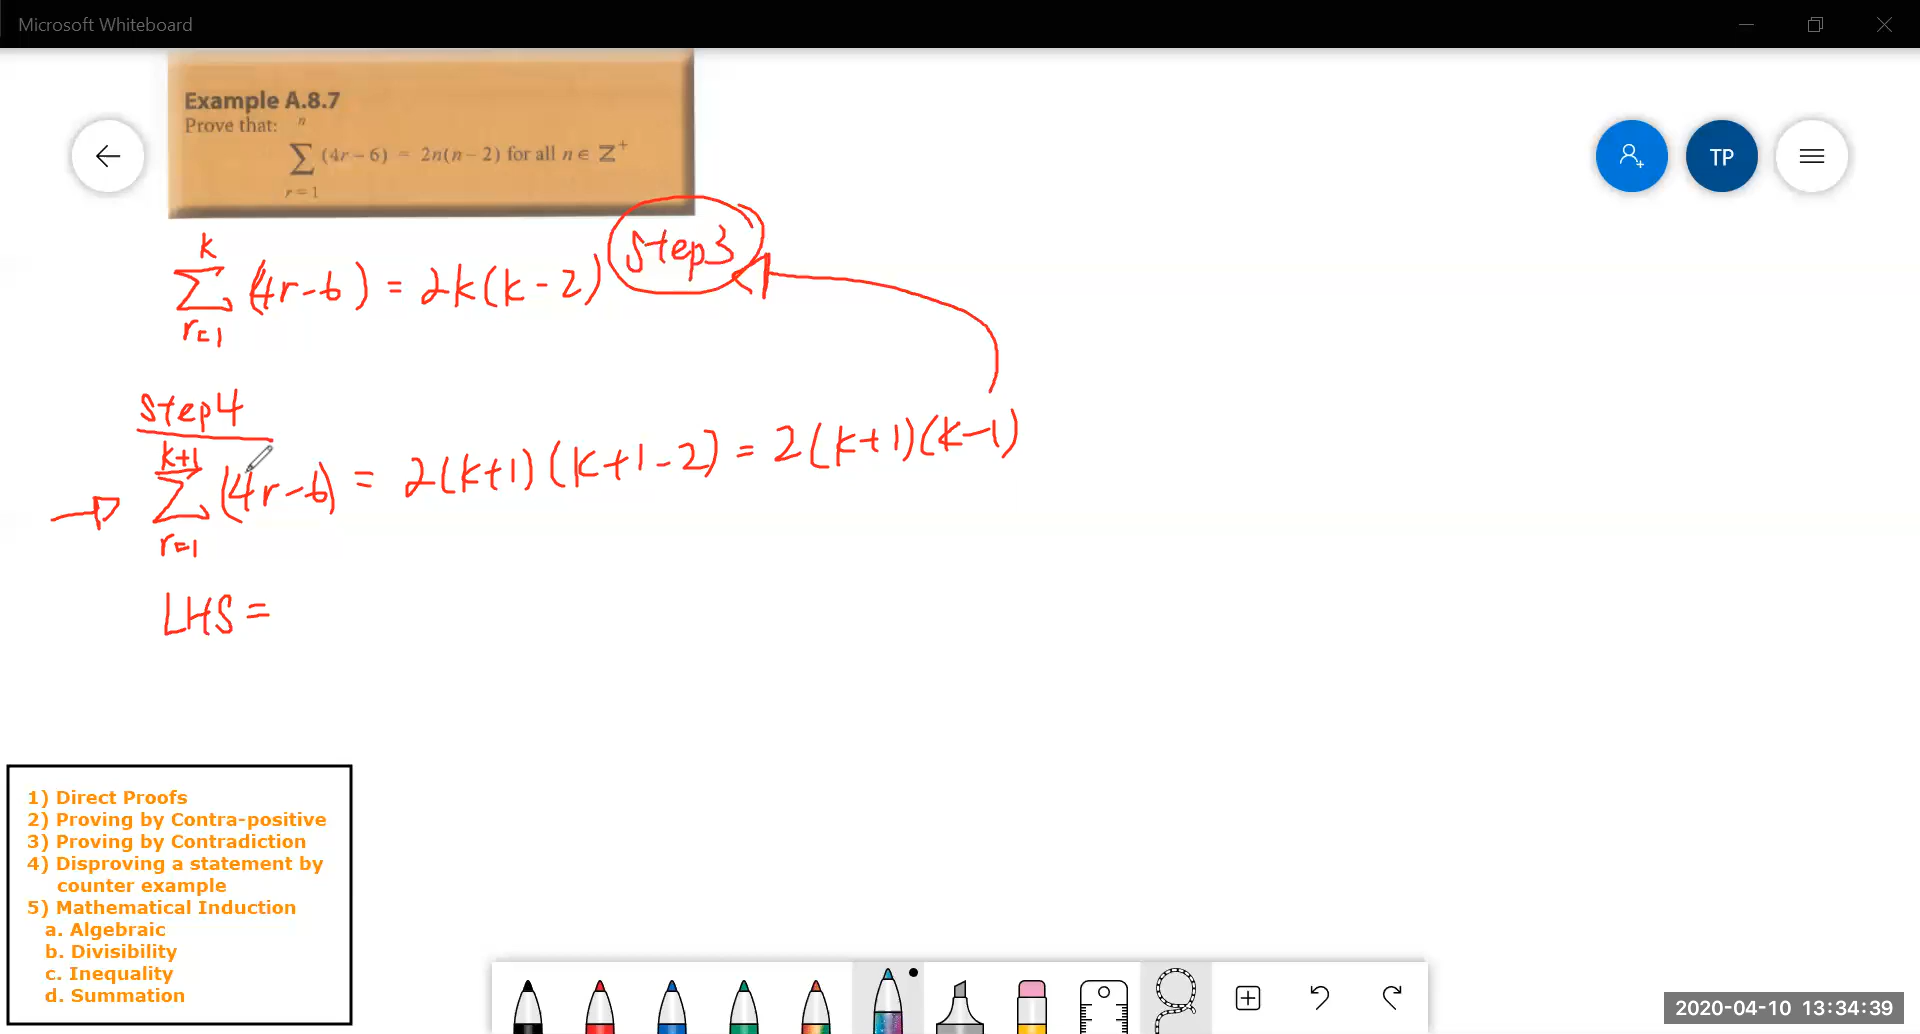 Microsoft Whiteboard
Example A.8.7
Prove that:
n
∑ (4r – 6) = 2n(n – 2) for all n ∈ ℤ⁺
r = 1
Step3
k
∑ (4r-6) = 2k(k-2)
r=1
Step4
k+1
∑ (4r-6) = 2(k+1)(k+1-2) = 2(k+1)(k-1)
r=1
LHS =
TP
1) Direct Proofs
2) Proving by Contra-positive
3) Proving by Contradiction
4) Disproving a statement by
counter example
5) Mathematical Induction
a. Algebraic
b. Divisibility
c. Inequality
d. Summation
2020-04-10 13:34:39